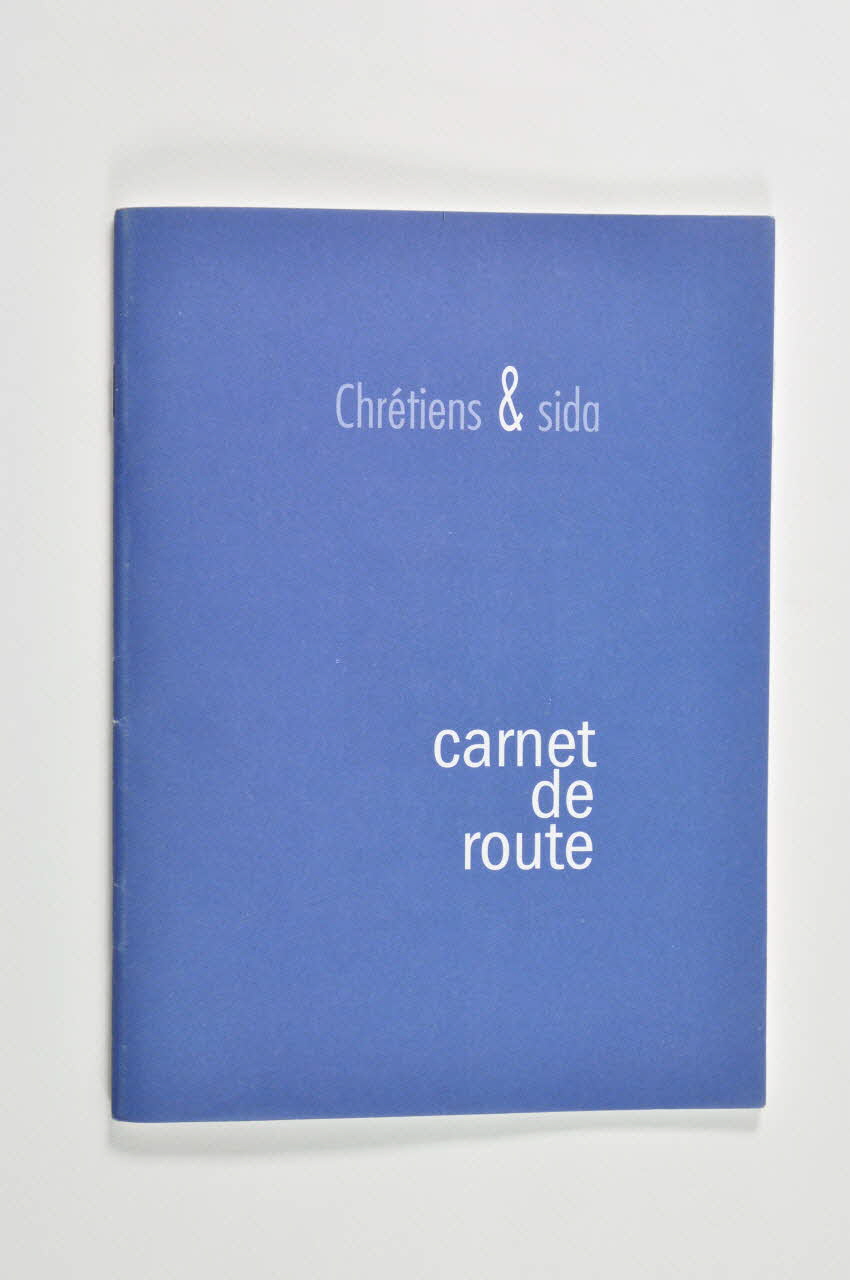 Chrétiens & sida
carnet
de
route